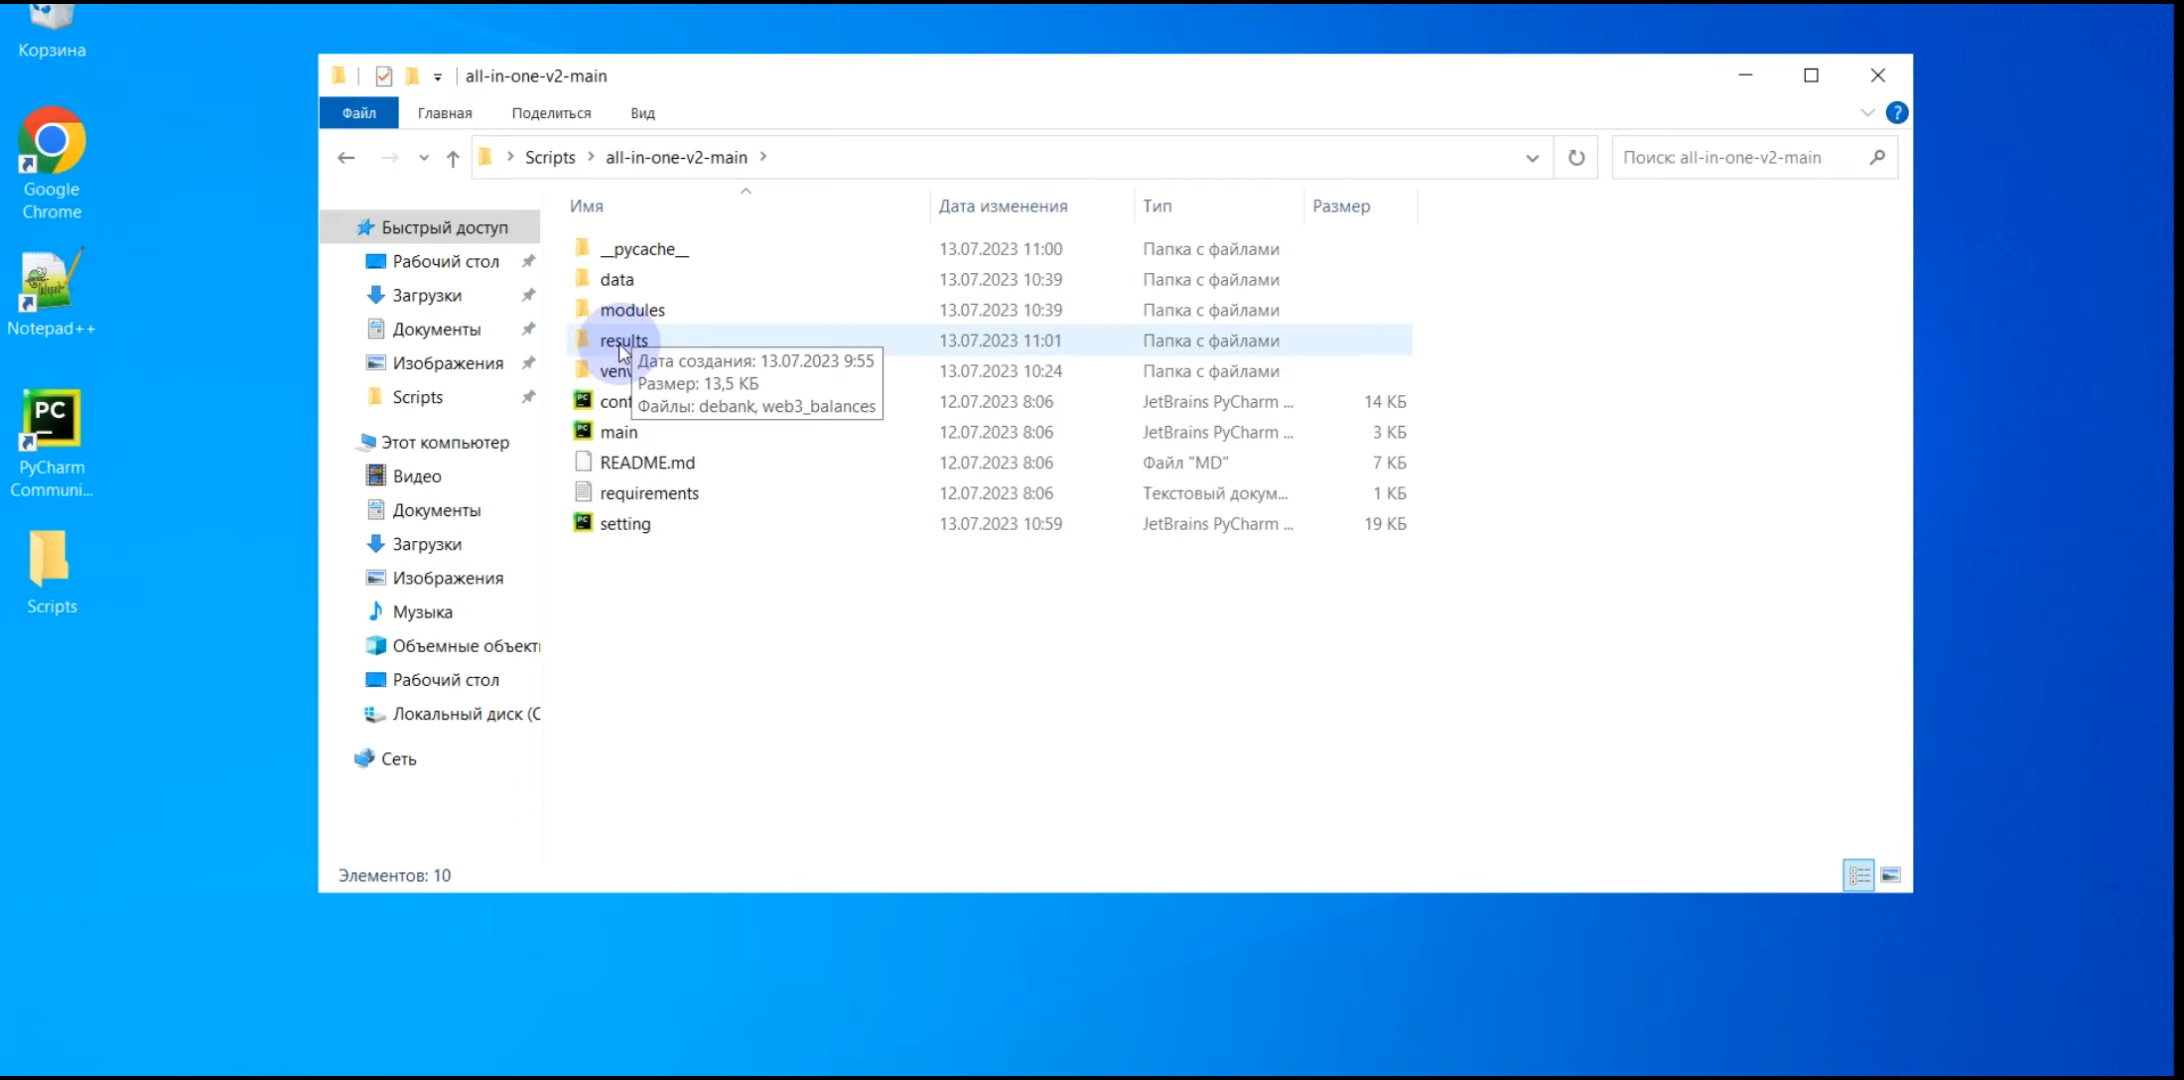 Корзина
Google
Chrome
Notepad++
PyCharm
Communi...
Scripts
all-in-one-v2-main
Файл Главная Поделиться Вид
Scripts all-in-one-v2-main
Поиск: all-in-one-v2-main
Быстрый доступ
Рабочий стол
Загрузки
Документы
Изображения
Scripts
Этот компьютер
Видео
Документы
Загрузки
Изображения
Музыка
Объемные объект
Рабочий стол
Локальный диск (C
Сеть
Имя Дата изменения Тип Размер
__pycache__ 13.07.2023 11:00 Папка с файлами
data 13.07.2023 10:39 Папка с файлами
modules 13.07.2023 10:39 Папка с файлами
results 13.07.2023 11:01 Папка с файлами
venv 13.07.2023 10:24 Папка с файлами
conf 12.07.2023 8:06 JetBrains PyCharm ... 14 КБ
main 12.07.2023 8:06 JetBrains PyCharm ... 3 КБ
README.md 12.07.2023 8:06 Файл "MD" 7 КБ
requirements 12.07.2023 8:06 Текстовый докум... 1 КБ
setting 13.07.2023 10:59 JetBrains PyCharm ... 19 КБ
Дата создания: 13.07.2023 9:55
Размер: 13,5 КБ
Файлы: debank, web3_balances
Элементов: 10